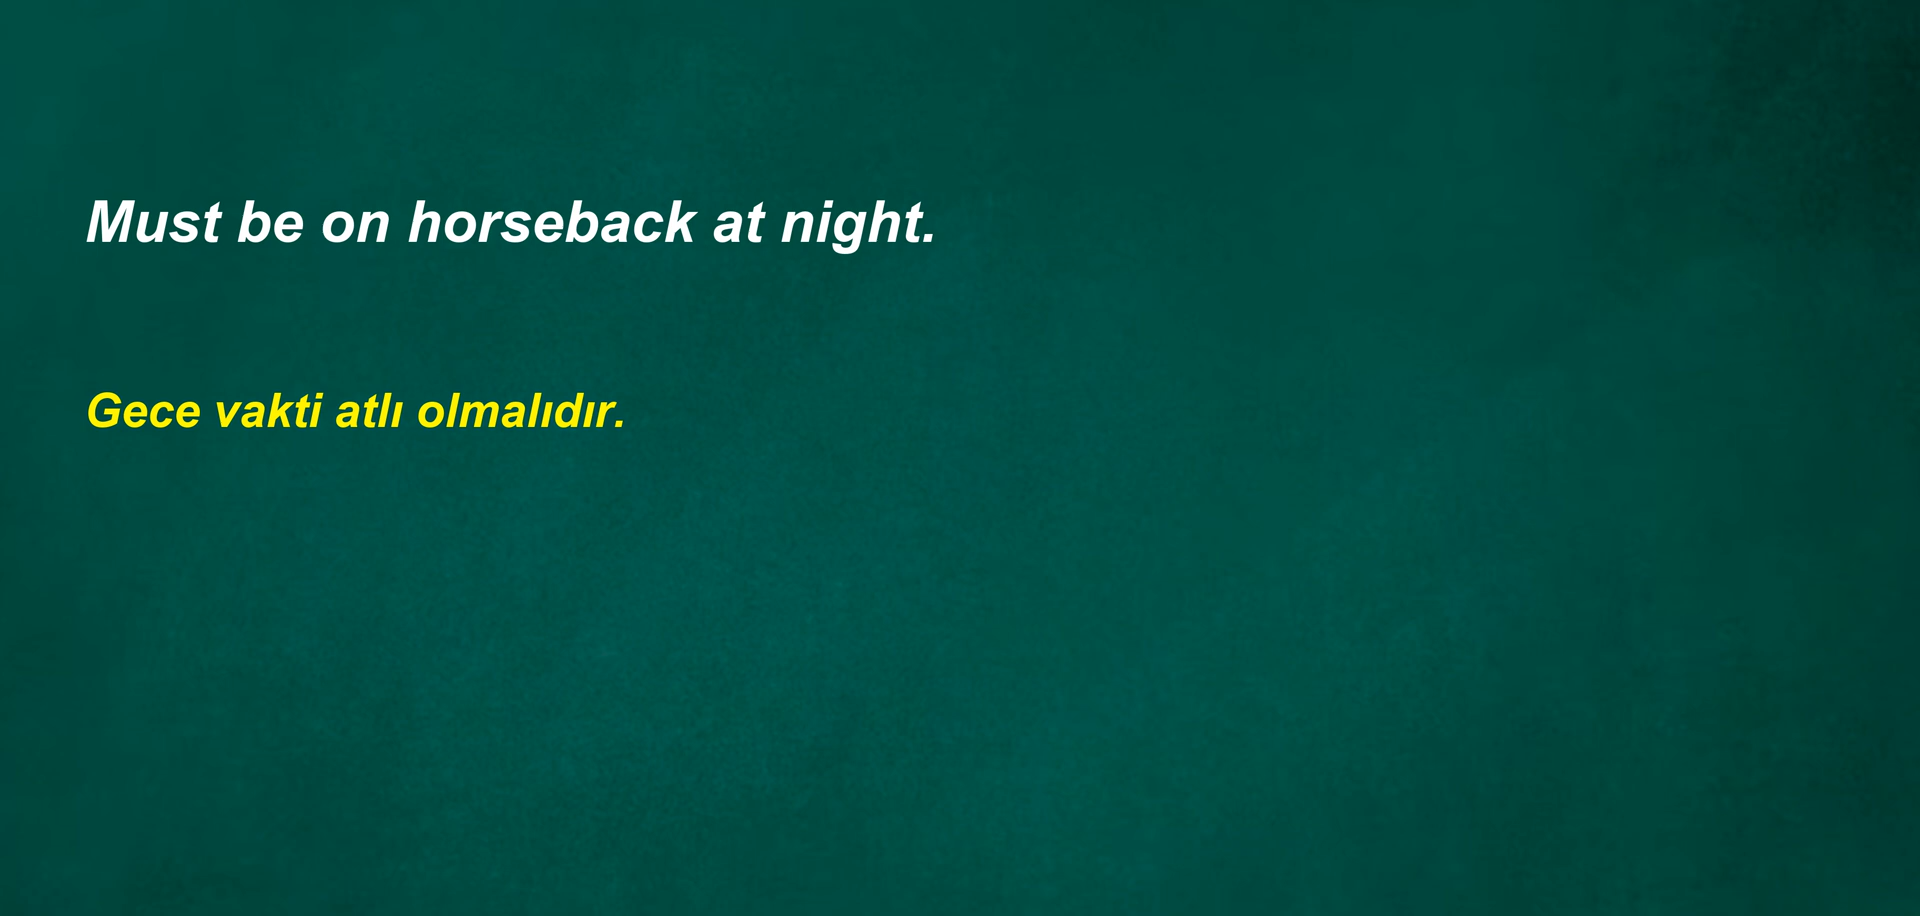 Must be on horseback at night.
Gece vakti atlı olmalıdır.